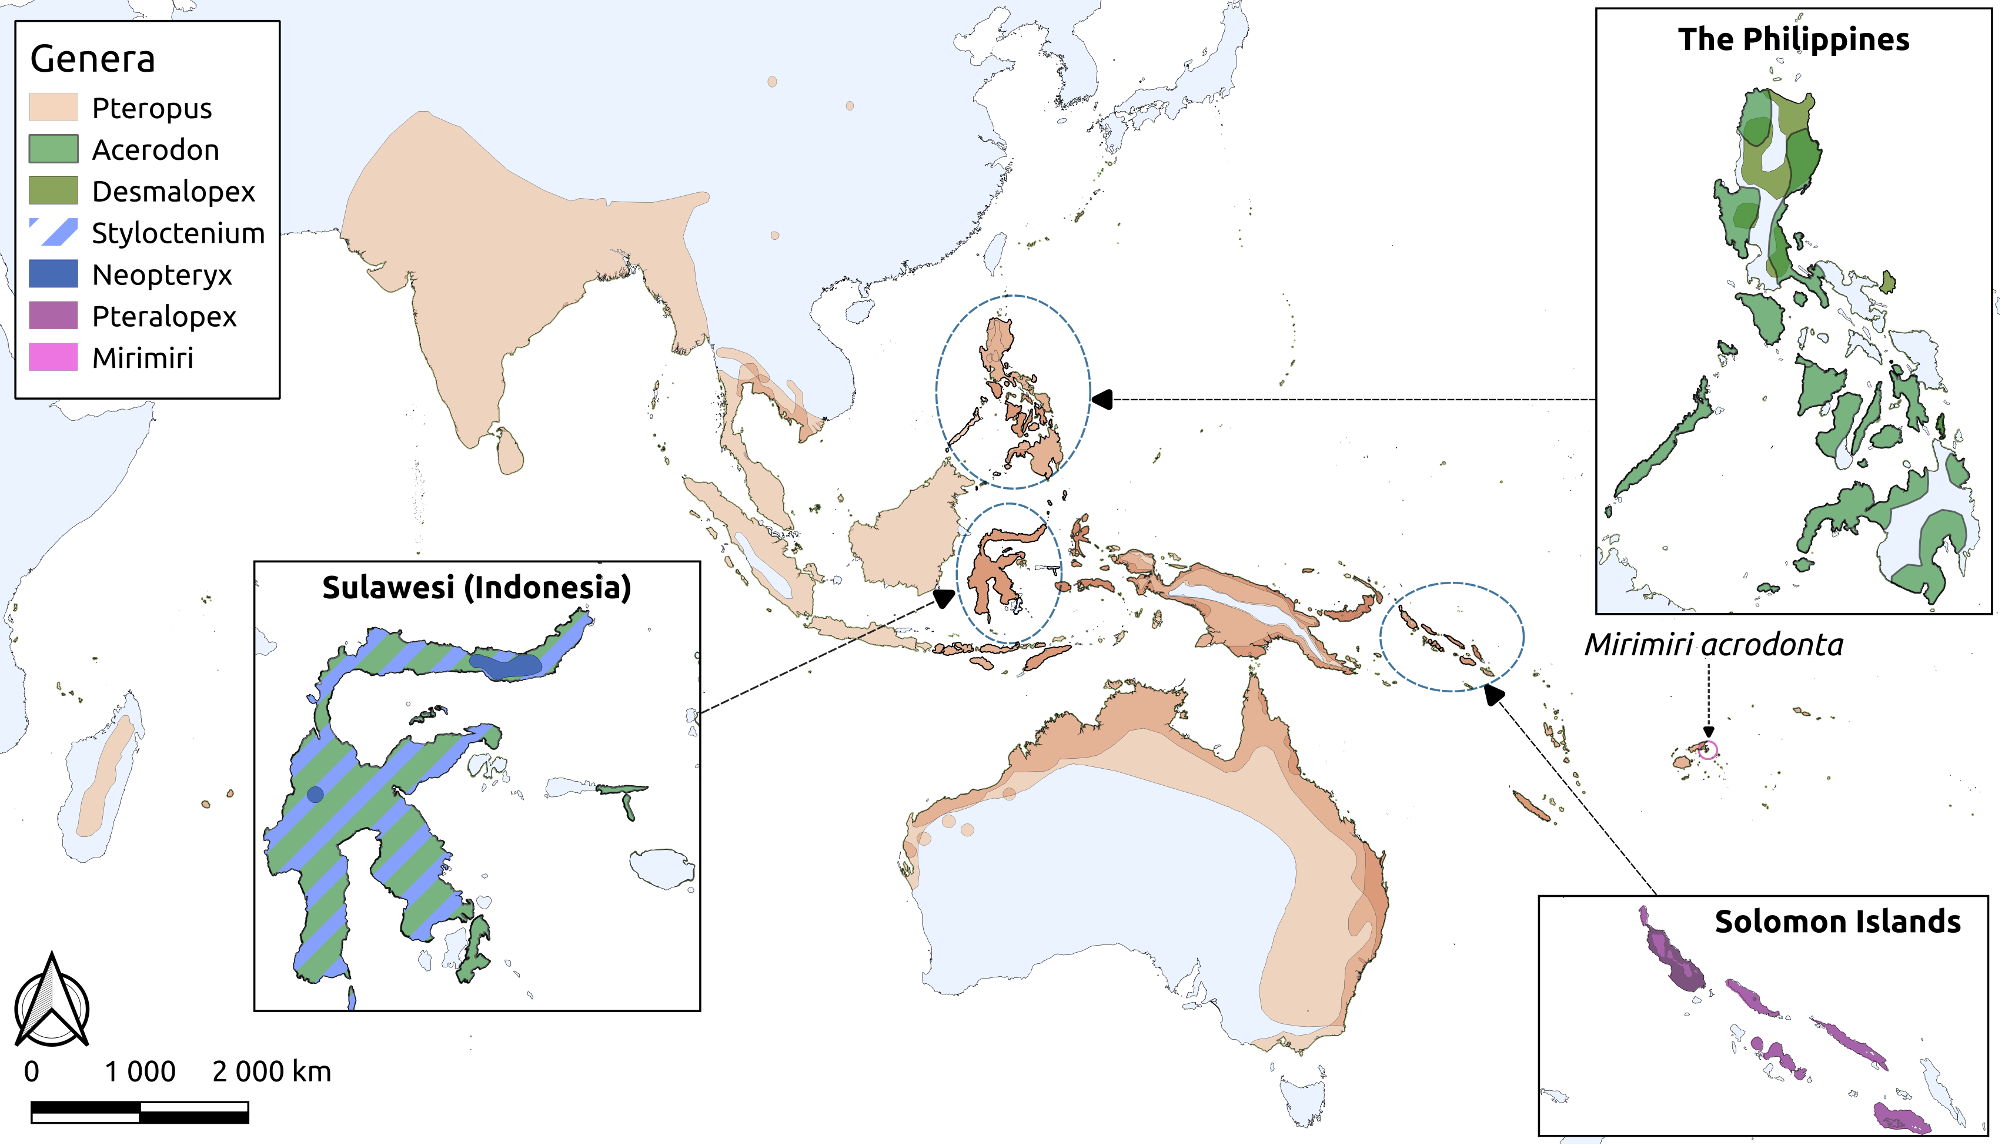 Genera
Pteropus
Acerodon
Desmalopex
Styloctenium
Neopteryx
Pteralopex
Mirimiri
The Philippines
Sulawesi (Indonesia)
Mirimiri acrodonta
Solomon Islands
0 1 000 2 000 km